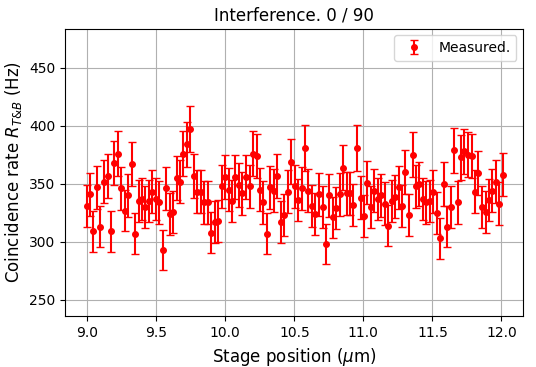 Interference. 0 / 90
Measured.
Coincidence rate R_{T&B} (Hz)
450
400
350
300
250
9.0 9.5 10.0 10.5 11.0 11.5 12.0
Stage position (μm)